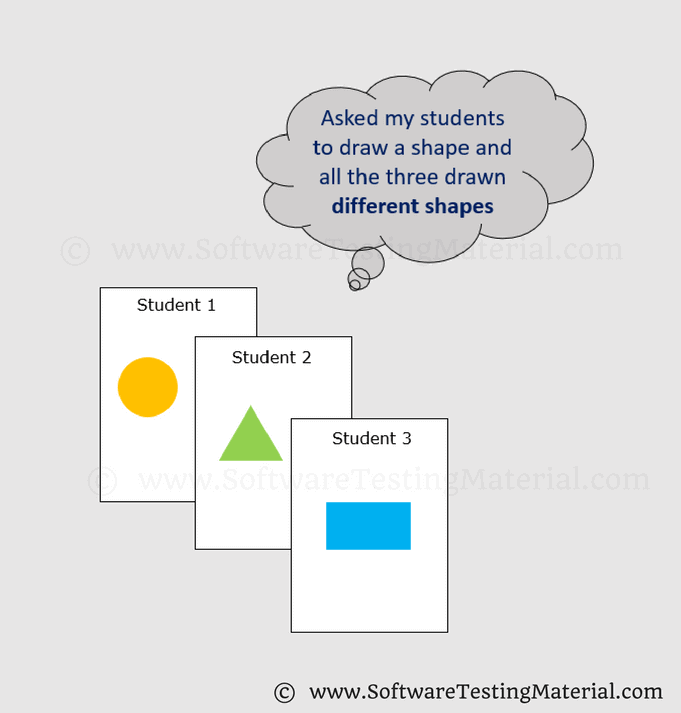 Asked my students
to draw a shape and
all the three drawn
different shapes
© www.SoftwareTestingMaterial.com
Student 1
Student 2
Student 3
© www.SoftwareTestingMaterial.com
© www.SoftwareTestingMaterial.com